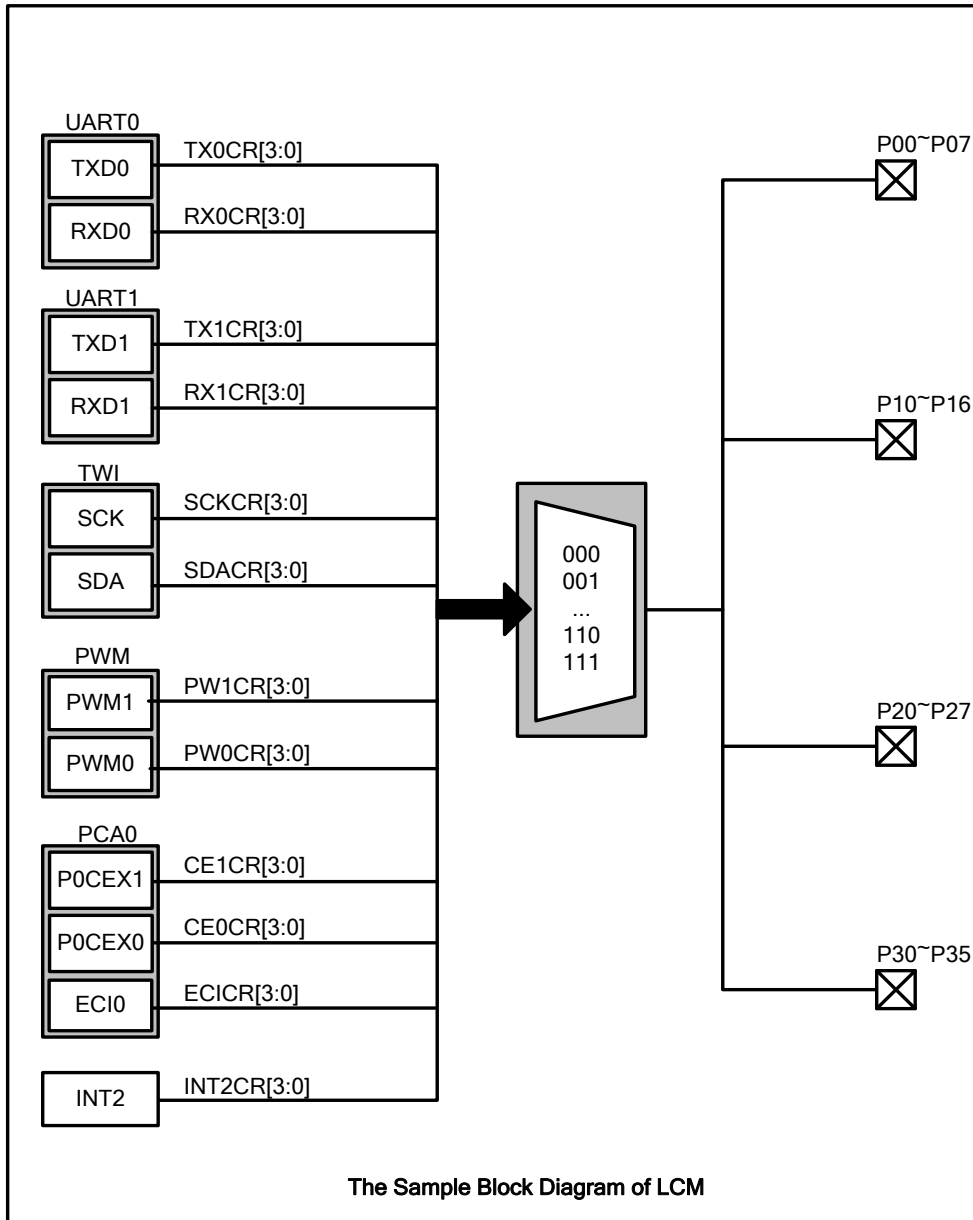 UART0
TXD0
TX0CR[3:0]
RXD0
RX0CR[3:0]
UART1
TXD1
TX1CR[3:0]
RXD1
RX1CR[3:0]
TWI
SCK
SCKCR[3:0]
SDA
SDACR[3:0]
PWM
PWM1
PW1CR[3:0]
PWM0
PW0CR[3:0]
PCA0
P0CEX1
CE1CR[3:0]
P0CEX0
CE0CR[3:0]
ECI0
ECICR[3:0]
INT2
INT2CR[3:0]
000
001
...
110
111
P00~P07
P10~P16
P20~P27
P30~P35
The Sample Block Diagram of LCM